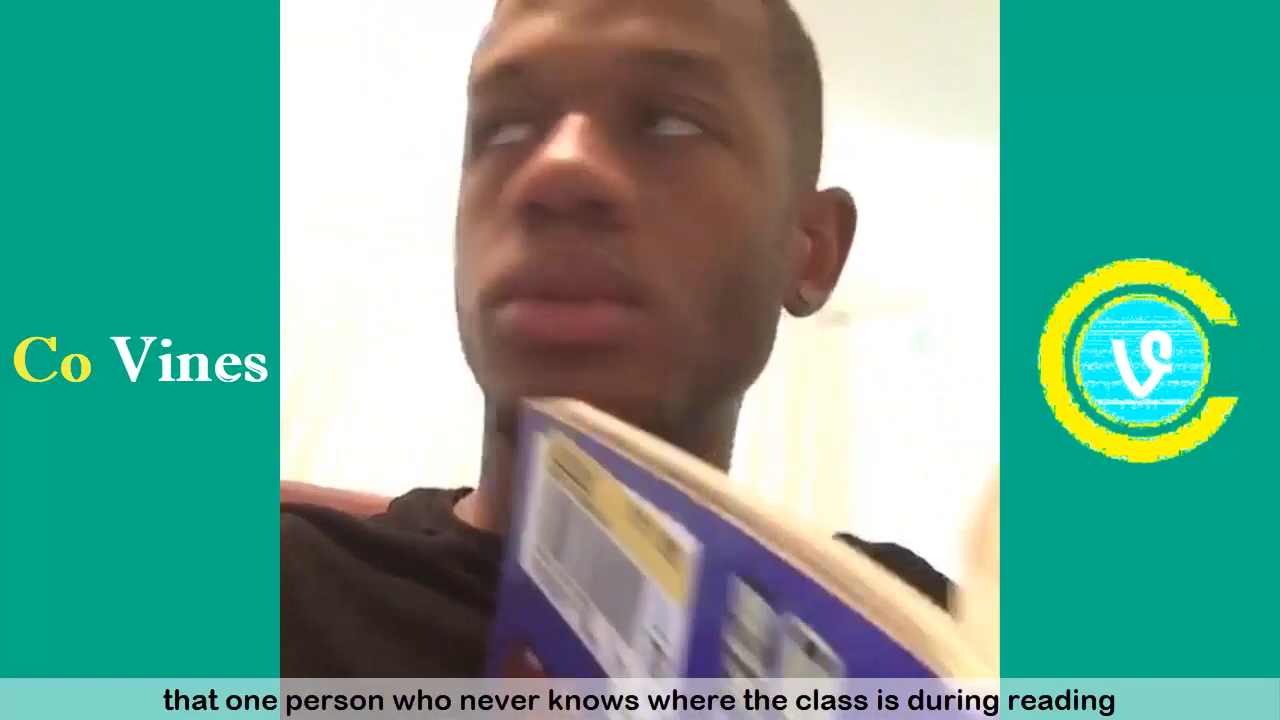 Co Vines
that one person who never knows where the class is during reading